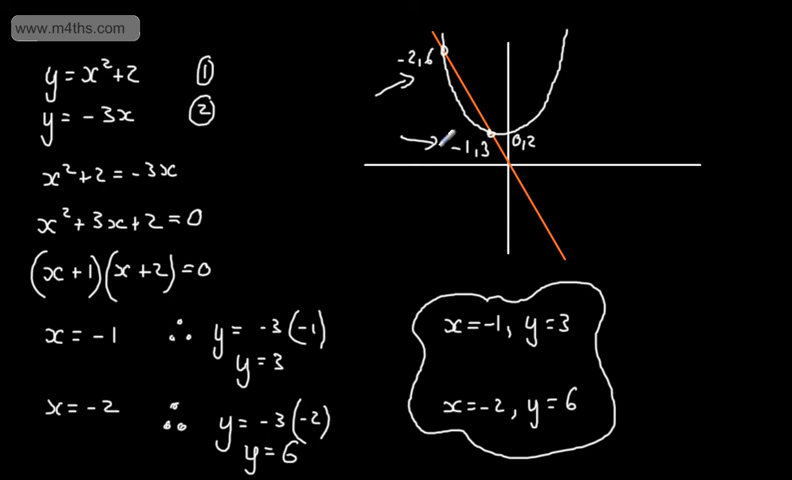 www.m4ths.com
y = x²+2 ①
y = -3x ②
x²+2 = -3x
x²+3x+2=0
(x+1)(x+2)=0
x = -1 ∴ y = -3(-1)
y = 3
x = -2 ∴ y = -3(-2)
y = 6
-2,6
-1,3
0,2
x=-1, y=3
x=-2, y=6